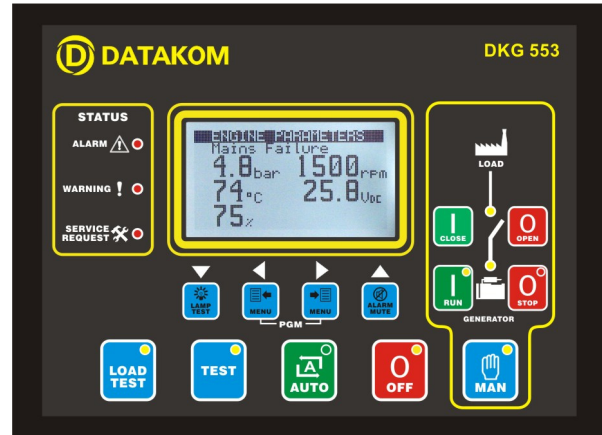 D DATAKOM
DKG 553
STATUS
ALARM
WARNING
SERVICE REQUEST
ENGINE PARAMETERS
Mains Failure
4.8bar 1500rpm
74°C 25.8VDC
75%
LAMP TEST
MENU
MENU
ALARM MUTE
PGM
LOAD
I CLOSE
O OPEN
I RUN
O STOP
GENERATOR
LOAD TEST
TEST
A AUTO
O OFF
MAN